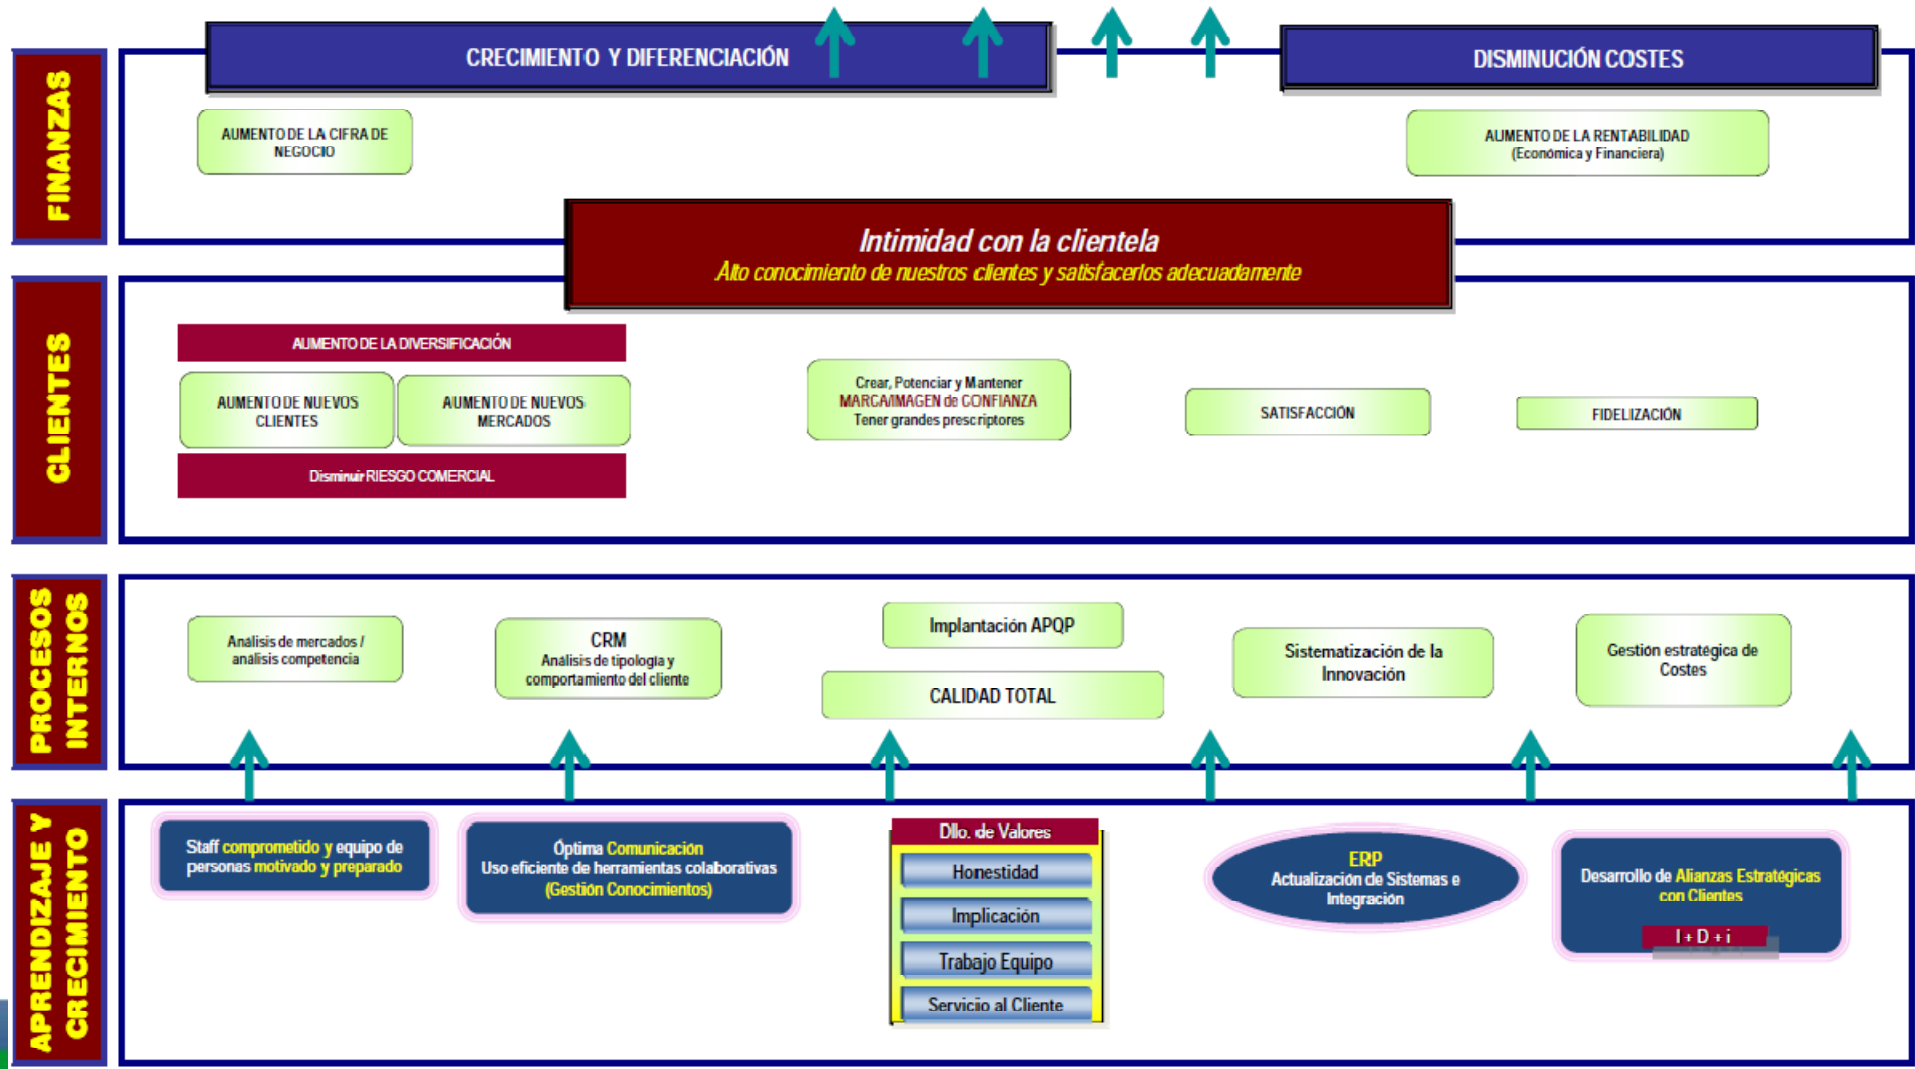 FINANZAS
CRECIMIENTO Y DIFERENCIACIÓN
DISMINUCIÓN COSTES
AUMENTO DE LA CIFRA DE
NEGOCIO
AUMENTO DE LA RENTABILIDAD
(Económica y Financiera)
Intimidad con la clientela
Alto conocimiento de nuestros clientes y satisfacerlos adecuadamente
CLIENTES
AUMENTO DE LA DIVERSIFICACIÓN
AUMENTO DE NUEVOS
CLIENTES
AUMENTO DE NUEVOS
MERCADOS
Disminuir RIESGO COMERCIAL
Crear, Potenciar y Mantener
MARCA/IMAGEN de CONFIANZA
Tener grandes prescriptores
SATISFACCIÓN
FIDELIZACIÓN
PROCESOS
INTERNOS
Análisis de mercados /
análisis competencia
CRM
Análisis de tipología y
comportamiento del cliente
Implantación APQP
CALIDAD TOTAL
Sistematización de la
Innovación
Gestión estratégica de
Costes
APRENDIZAJE Y
CRECIMIENTO
Staff comprometido y equipo de
personas motivado y preparado
Óptima Comunicación
Uso eficiente de herramientas colaborativas
(Gestión Conocimientos)
Dllo. de Valores
Honestidad
Implicación
Trabajo Equipo
Servicio al Cliente
ERP
Actualización de Sistemas e
Integración
Desarrollo de Alianzas Estratégicas
con Clientes
I + D + i